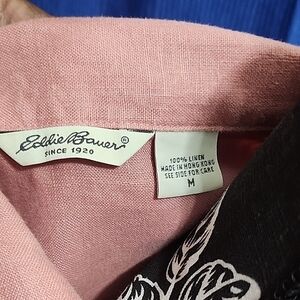 Eddie Bauer®
SINCE 1920
100% LINEN
MADE IN HONG KONG
SEE SIDE FOR CARE
M